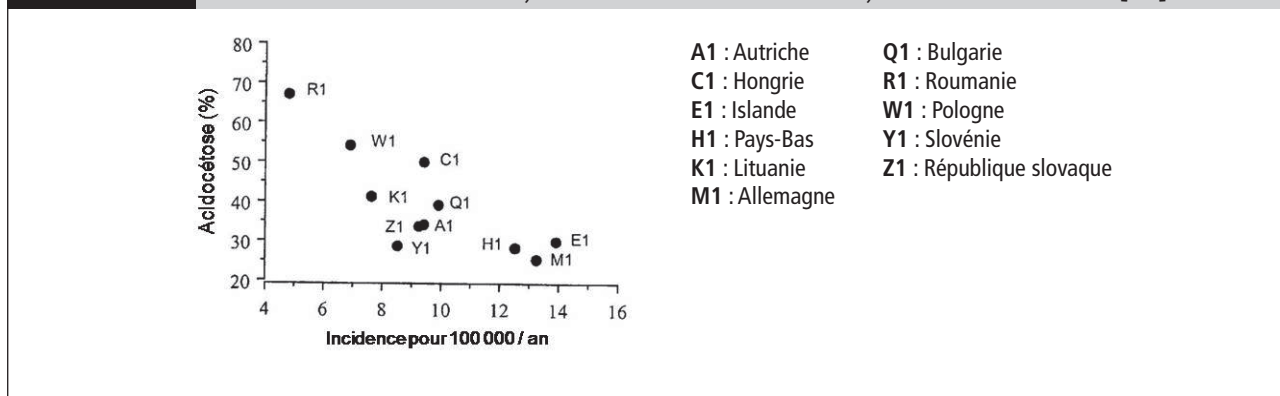 80
70
60
50
40
30
20
Acidocétose (%)
R1
W1
C1
K1
Q1
Z1
A1
Y1
H1
E1
M1
4 6 8 10 12 14 16
Incidence pour 100 000 / an
A1 : Autriche
C1 : Hongrie
E1 : Islande
H1 : Pays-Bas
K1 : Lituanie
M1 : Allemagne
Q1 : Bulgarie
R1 : Roumanie
W1 : Pologne
Y1 : Slovénie
Z1 : République slovaque